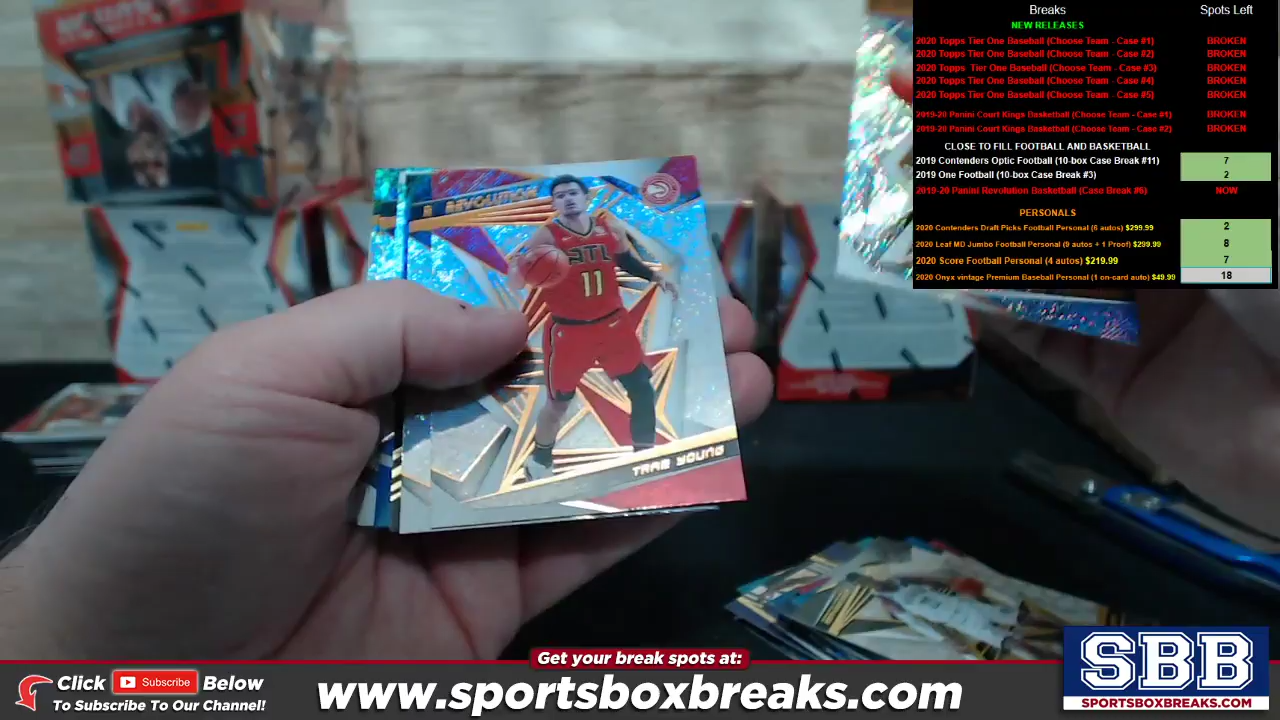 Breaks Spots Left
NEW RELEASES
2020 Topps Tier One Baseball (Choose Team - Case #1) BROKEN
2020 Topps Tier One Baseball (Choose Team - Case #2) BROKEN
2020 Topps Tier One Baseball (Choose Team - Case #3) BROKEN
2020 Topps Tier One Baseball (Choose Team - Case #4) BROKEN
2020 Topps Tier One Baseball (Choose Team - Case #5) BROKEN
2019-20 Panini Court Kings Basketball (Choose Team - Case #1) BROKEN
2019-20 Panini Court Kings Basketball (Choose Team - Case #2) BROKEN
CLOSE TO FILL FOOTBALL AND BASKETBALL
2019 Contenders Optic Football (10-box Case Break #11) 7
2019 One Football (10-box Case Break #3) 2
2019-20 Panini Revolution Basketball (Case Break #6) NOW
PERSONALS
2020 Contenders Draft Picks Football Personal (6 autos) $299.99 2
2020 Leaf MD Jumbo Football Personal (9 autos + 1 Proof) $299.99 8
2020 Score Football Personal (4 autos) $219.99 7
2020 Onyx vintage Premium Baseball Personal (1 on-card auto) $49.99 18
REVOLUTION
ATL
11
TRAE YOUNG
Get your break spots at:
Click Subscribe Below
To Subscribe To Our Channel!
www.sportsboxbreaks.com
SBB
SPORTSBOXBREAKS.COM